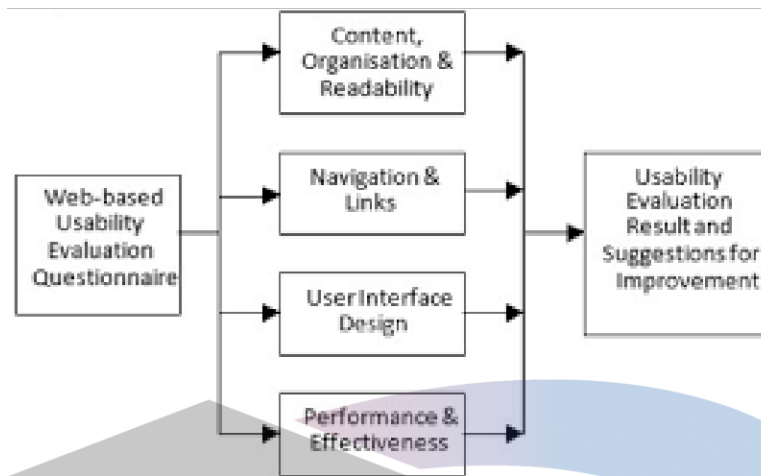 Content,
Organisation &
Readability
Web-based
Usability
Evaluation
Questionnaire
Navigation &
Links
User Interface
Design
Performance &
Effectiveness
Usability
Evaluation
Result and
Suggestions for
Improvement